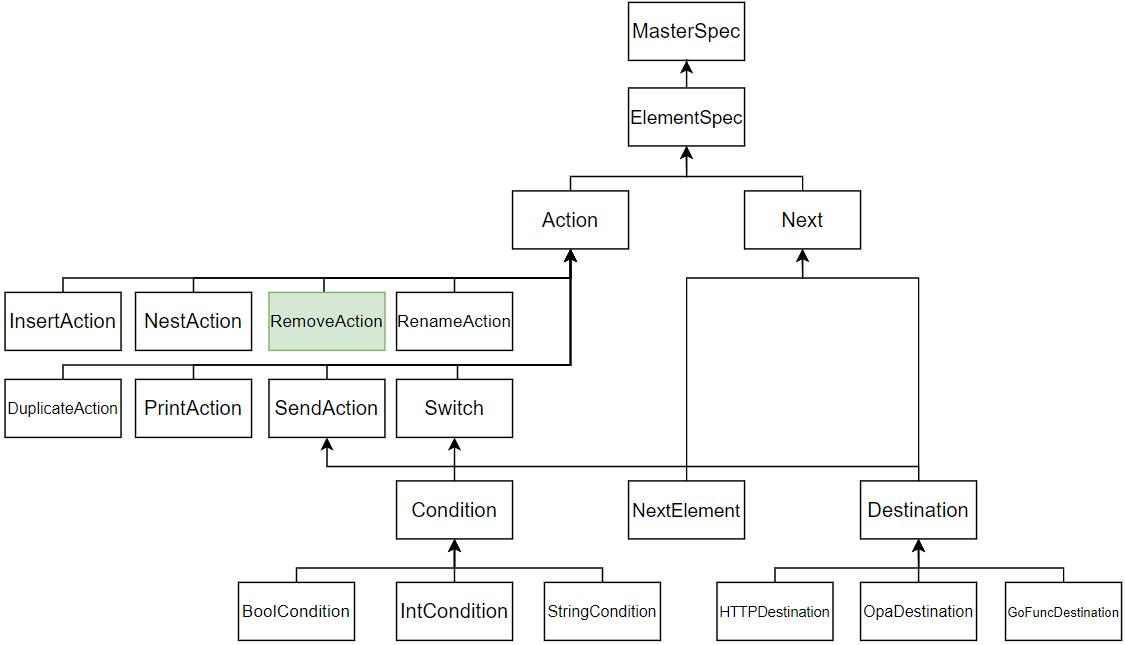 MasterSpec
ElementSpec
Action
Next
InsertAction
NestAction
RemoveAction
RenameAction
DuplicateAction
PrintAction
SendAction
Switch
Condition
NextElement
Destination
BoolCondition
IntCondition
StringCondition
HTTPDestination
OpaDestination
GoFuncDestination